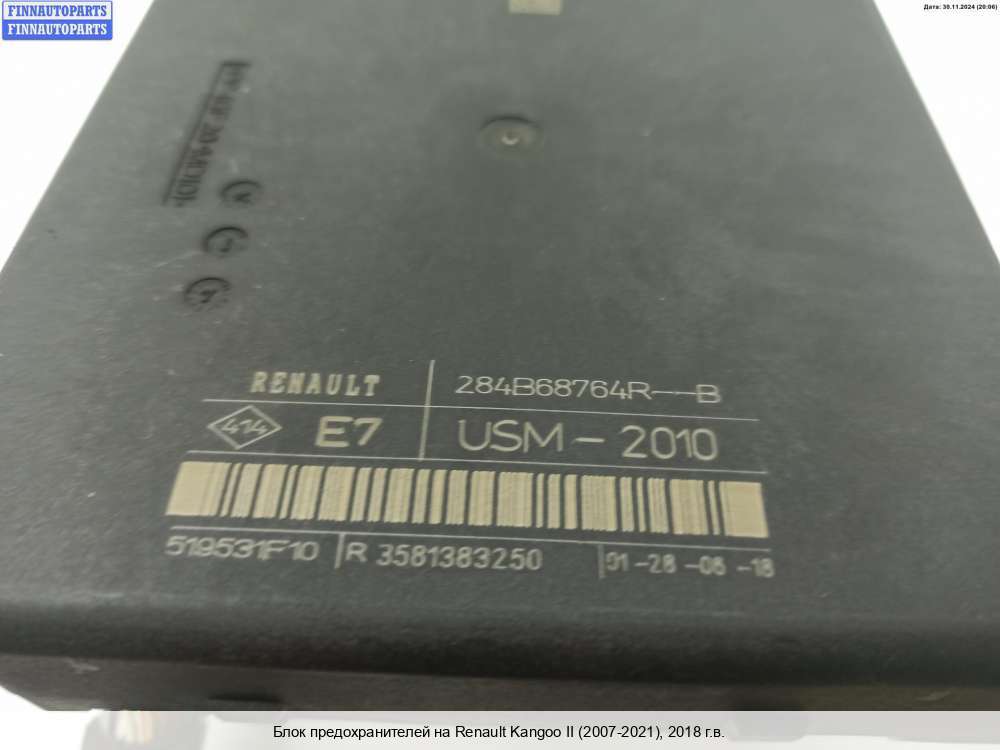 FINNAUTOPARTS
FINNAUTOPARTS
Дата: 30.11.2024 (20:06)
RENAULT 284B68764R--B
414 E7 USM - 2010
519531F10 R 3581383250 01-28-06-18
Блок предохранителей на Renault Kangoo II (2007-2021), 2018 г.в.